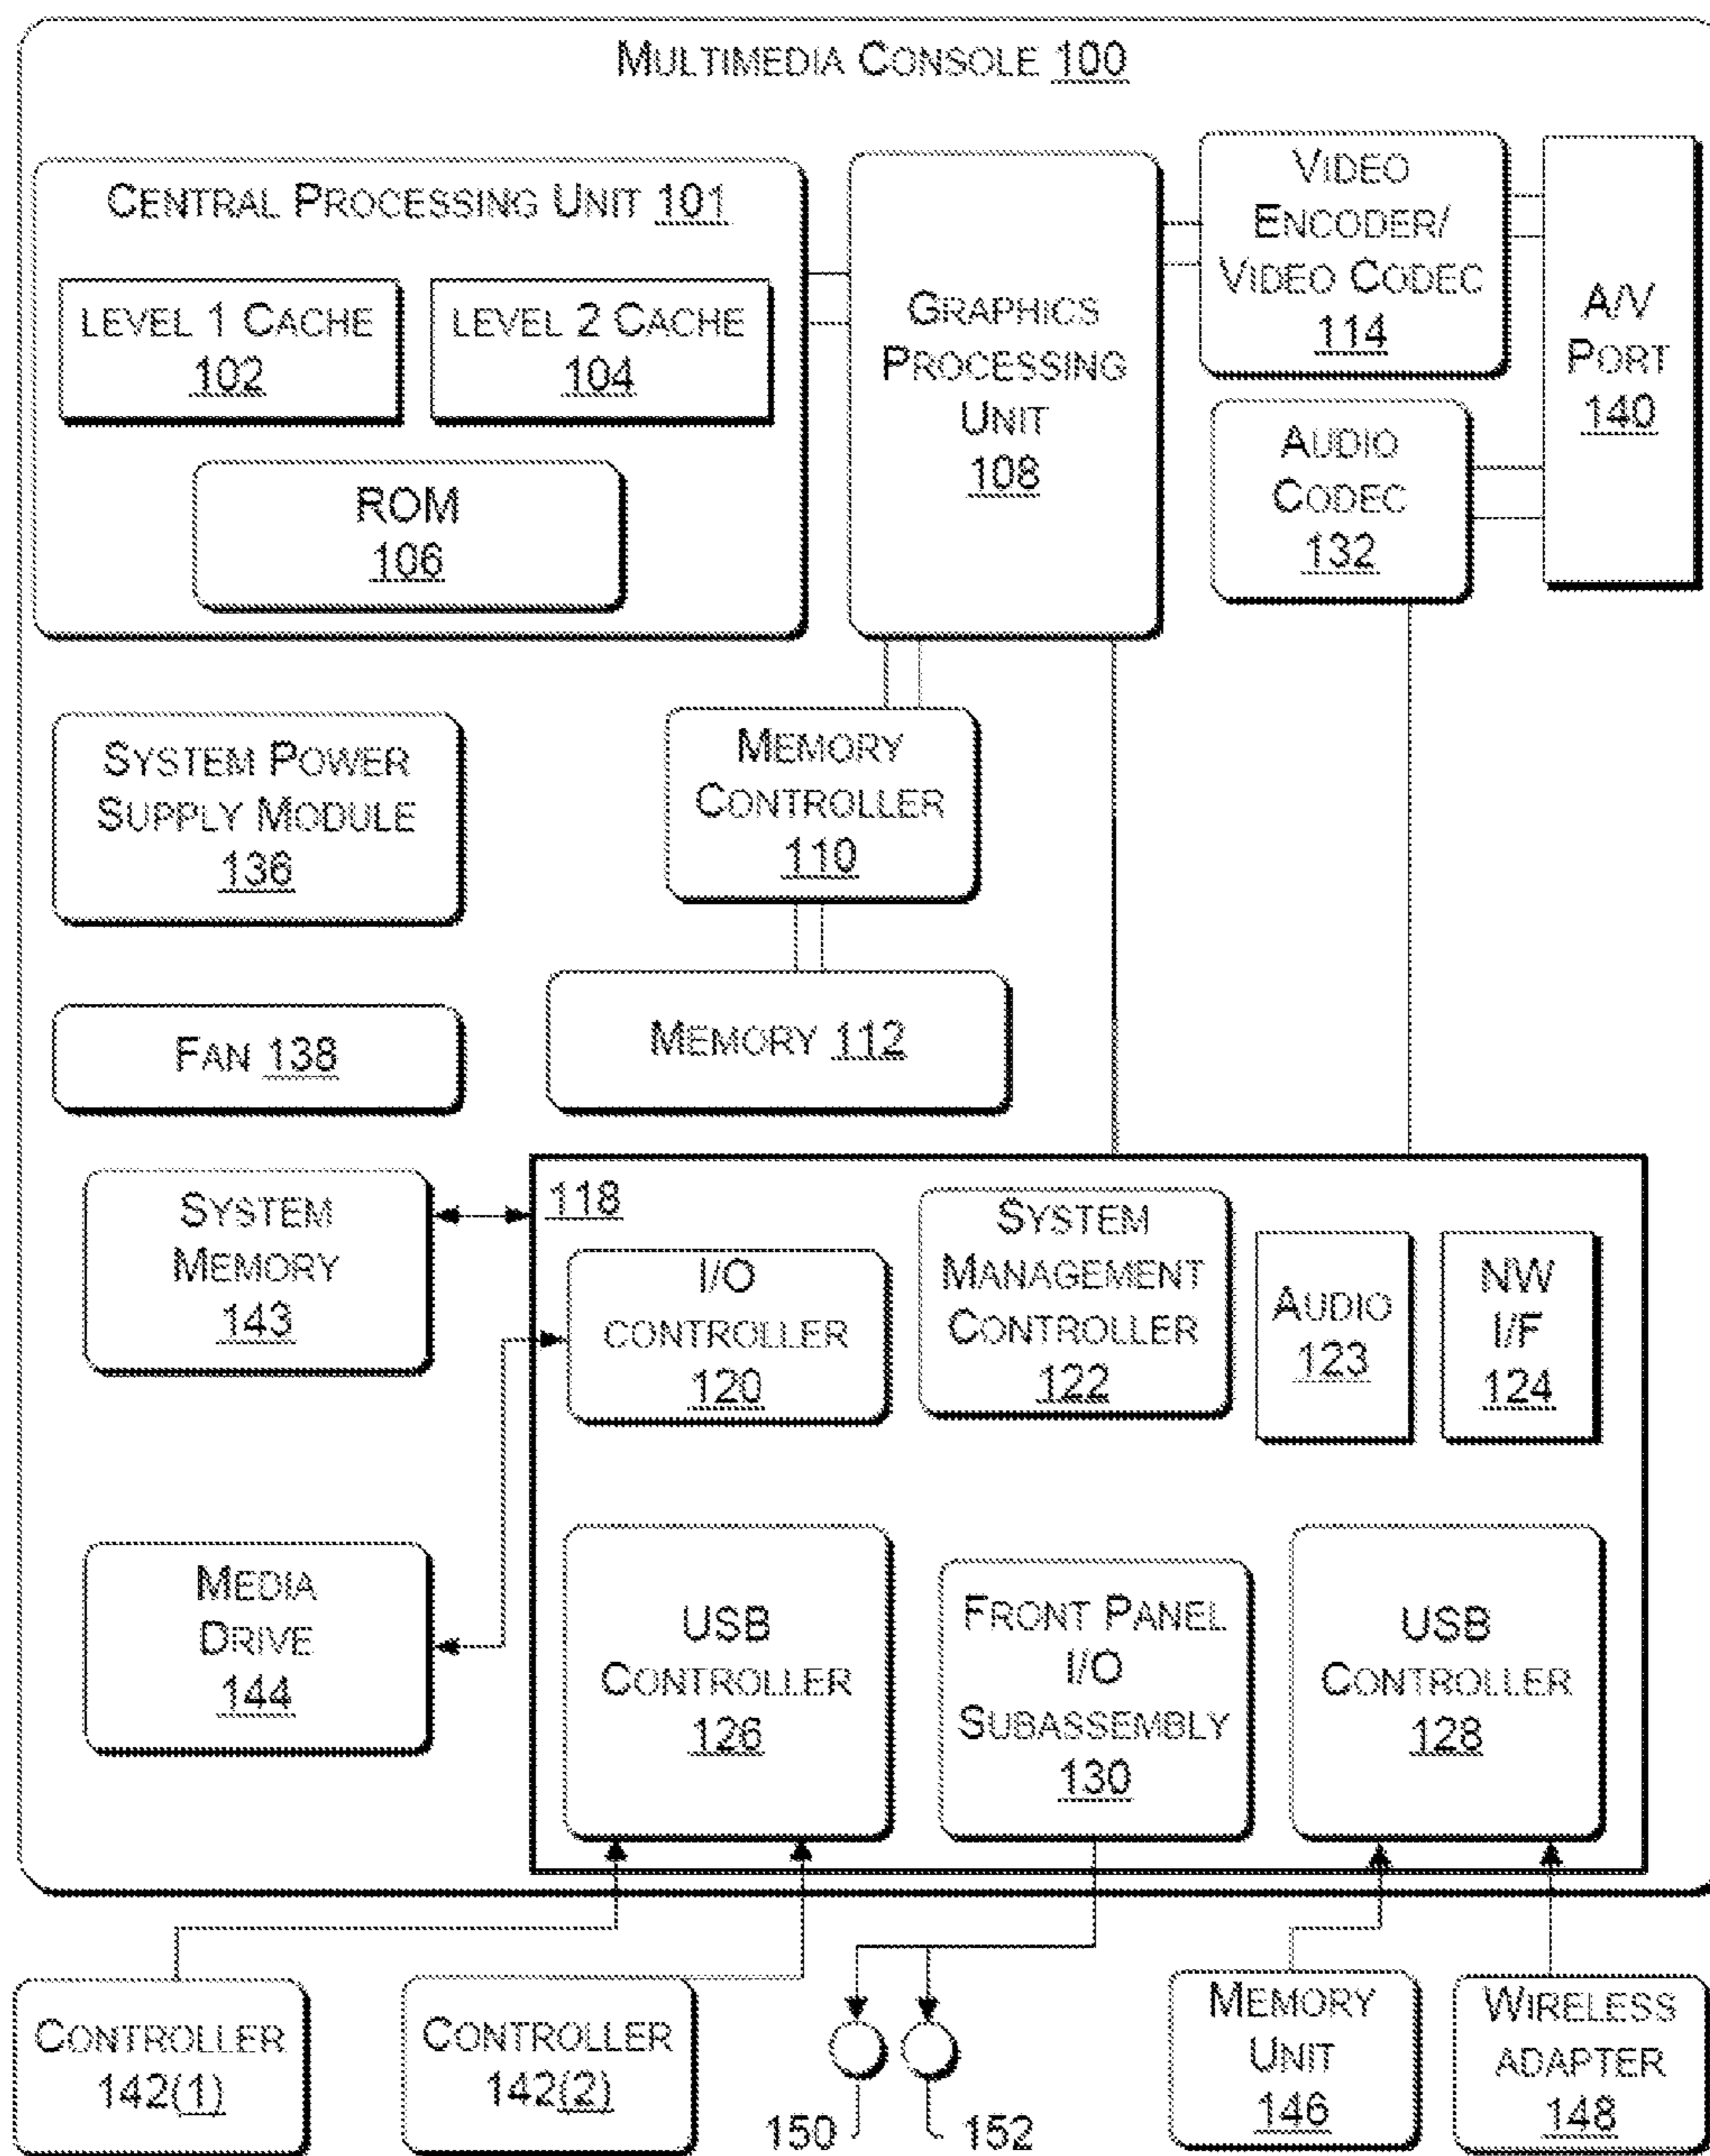 MULTIMEDIA CONSOLE 100
CENTRAL PROCESSING UNIT 101
LEVEL 1 CACHE
102
LEVEL 2 CACHE
104
ROM
106
GRAPHICS
PROCESSING
UNIT
108
VIDEO
ENCODER/
VIDEO CODEC
114
A/V
PORT
140
AUDIO
CODEC
132
SYSTEM POWER
SUPPLY MODULE
136
MEMORY
CONTROLLER
110
FAN 138
MEMORY 112
SYSTEM
MEMORY
143
118
I/O
CONTROLLER
120
SYSTEM
MANAGEMENT
CONTROLLER
122
AUDIO
123
NW
I/F
124
MEDIA
DRIVE
144
USB
CONTROLLER
126
FRONT PANEL
I/O
SUBASSEMBLY
130
USB
CONTROLLER
128
CONTROLLER
142(1)
CONTROLLER
142(2)
150
152
MEMORY
UNIT
146
WIRELESS
ADAPTER
148